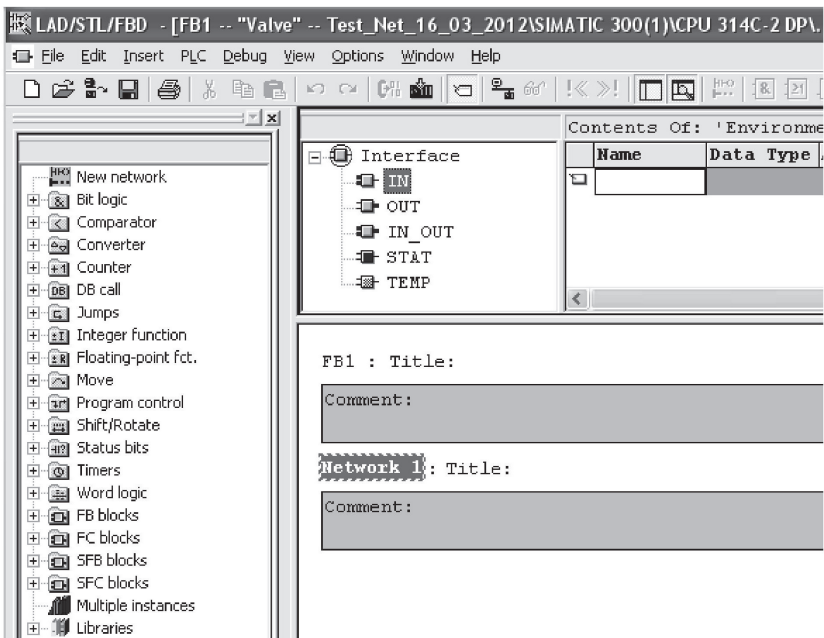 LAD/STL/FBD - [FB1 -- "Valve" -- Test_Net_16_03_2012\SIMATIC 300(1)\CPU 314C-2 DP\.
File Edit Insert PLC Debug View Options Window Help
New network
Bit logic
Comparator
Converter
Counter
DB call
Jumps
Integer function
Floating-point fct.
Move
Program control
Shift/Rotate
Status bits
Timers
Word logic
FB blocks
FC blocks
SFB blocks
SFC blocks
Multiple instances
Libraries
Interface
IN
OUT
IN_OUT
STAT
TEMP
Contents Of: 'Environme
Name Data Type
FB1 : Title:
Comment:
Network 1: Title:
Comment: